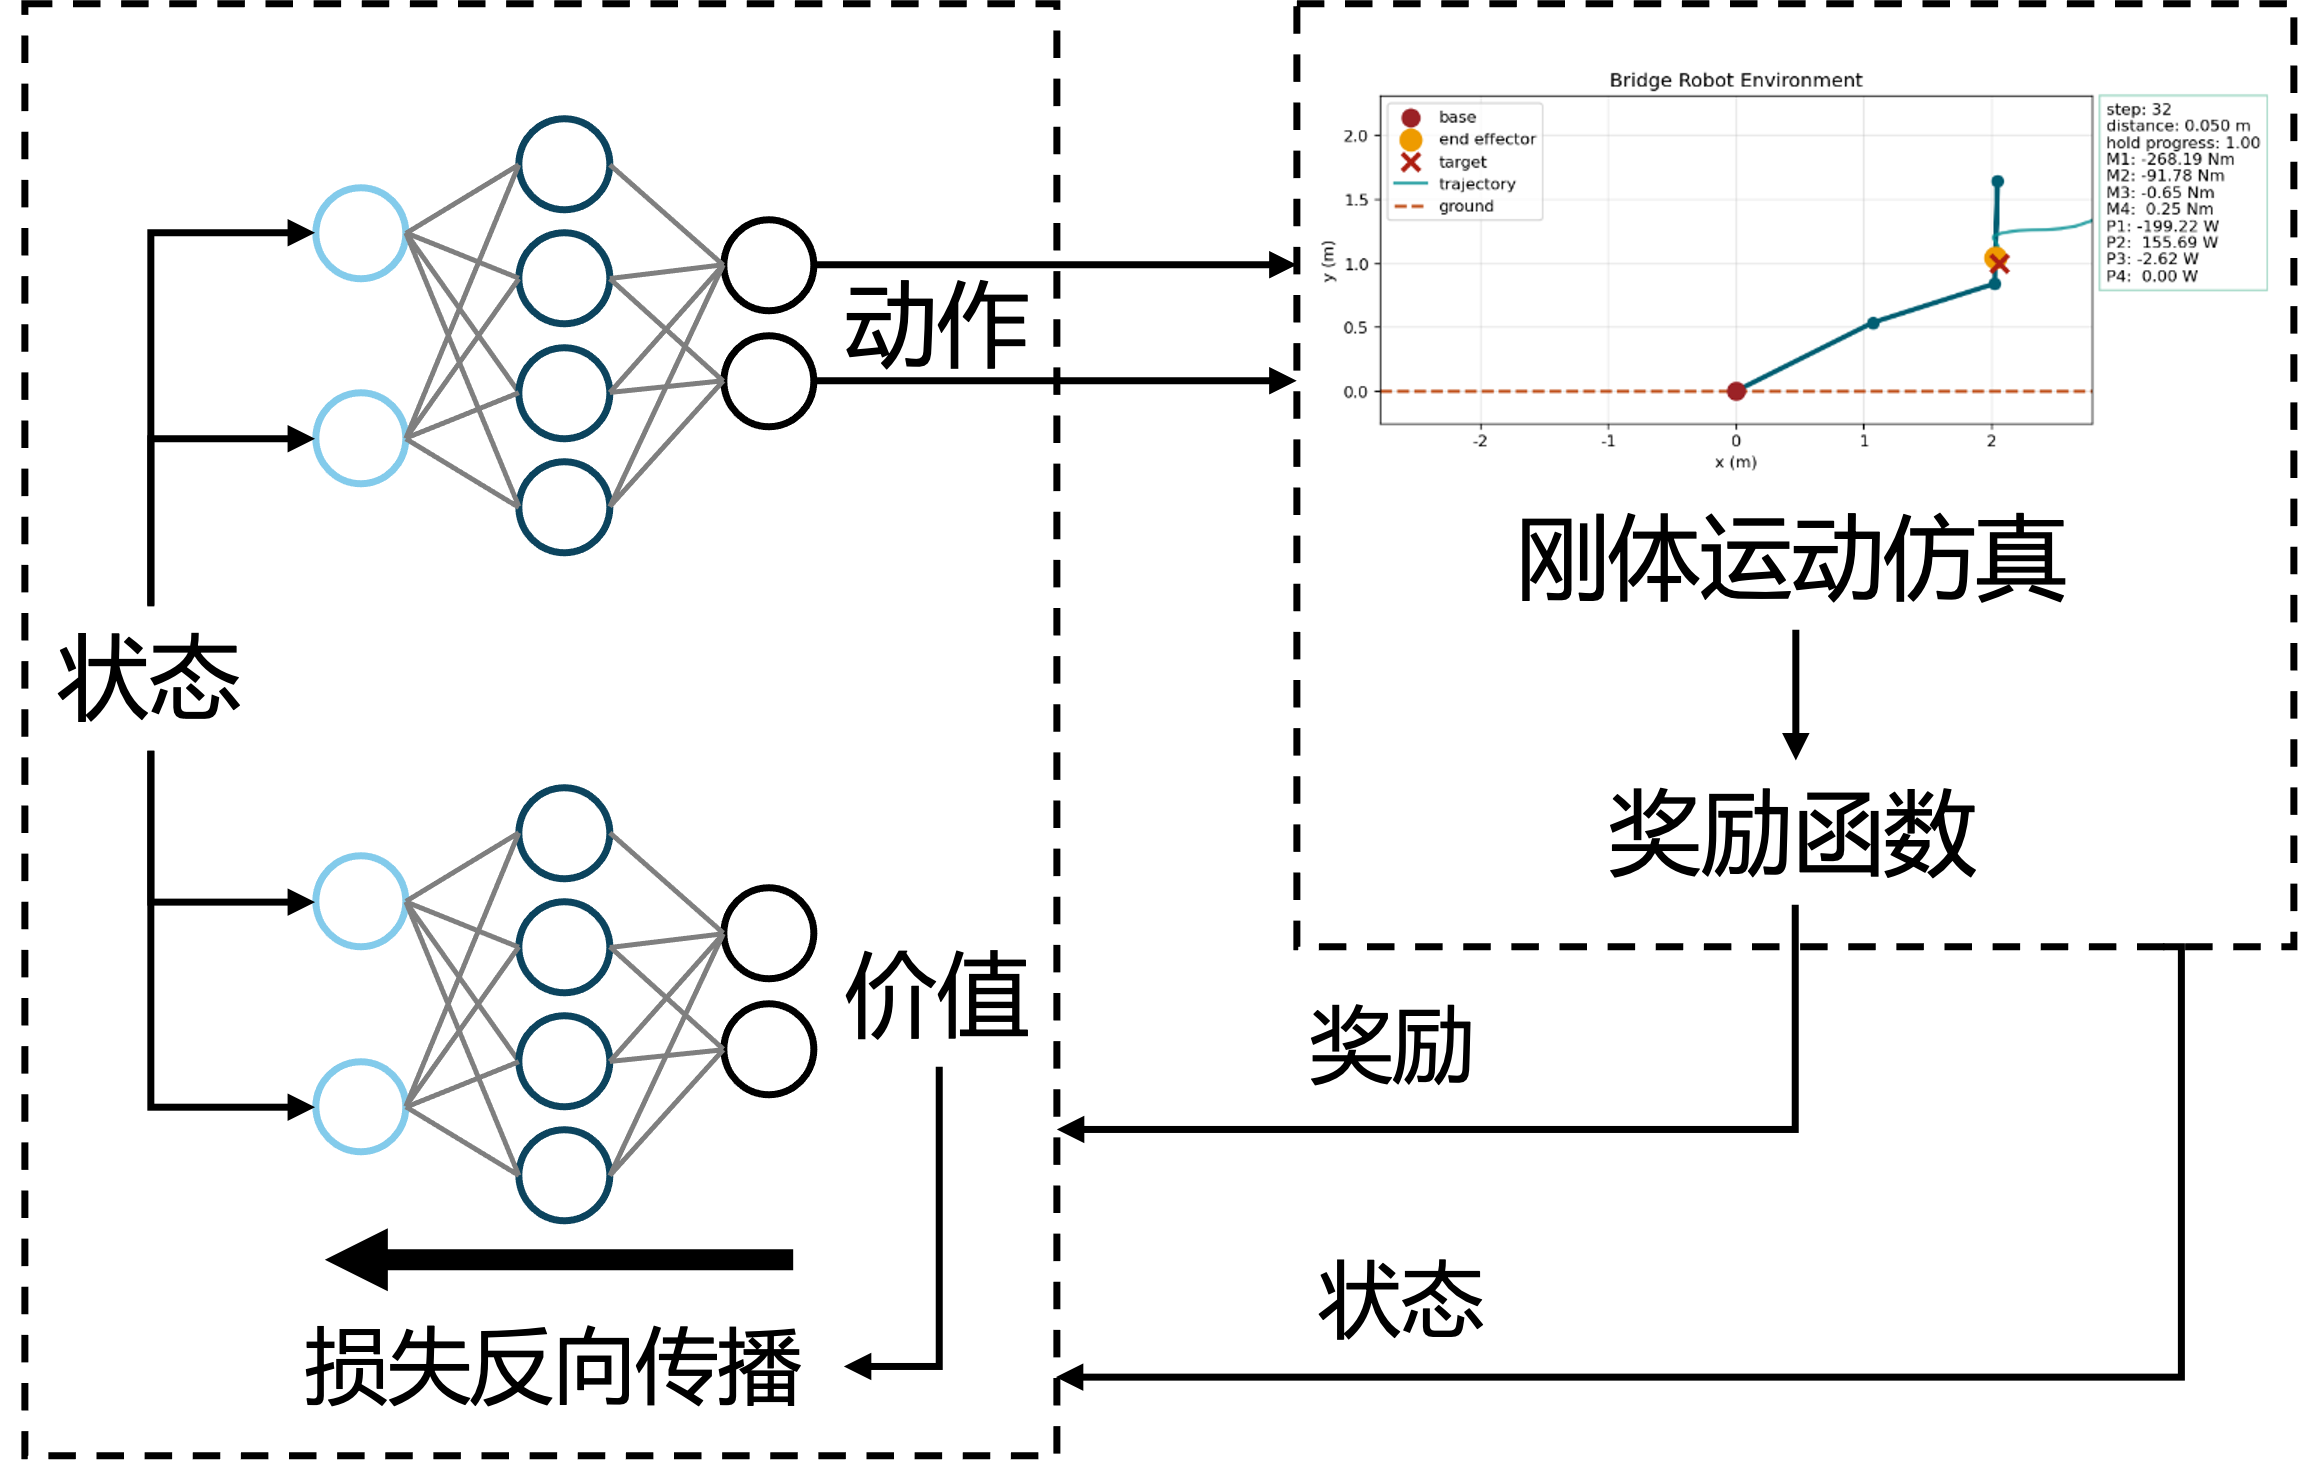 Bridge Robot Environment
base
end effector
target
trajectory
ground
step: 32
distance: 0.050 m
hold progress: 1.00
M1: -268.19 Nm
M2: -91.78 Nm
M3: -0.65 Nm
M4: 0.25 Nm
P1: -199.22 W
P2: 155.69 W
P3: -2.62 W
P4: 0.00 W
2.0
1.5
1.0
0.5
0.0
y (m)
-2 -1 0 1 2
x (m)
动作
刚体运动仿真
状态
奖励函数
价值
奖励
状态
损失反向传播